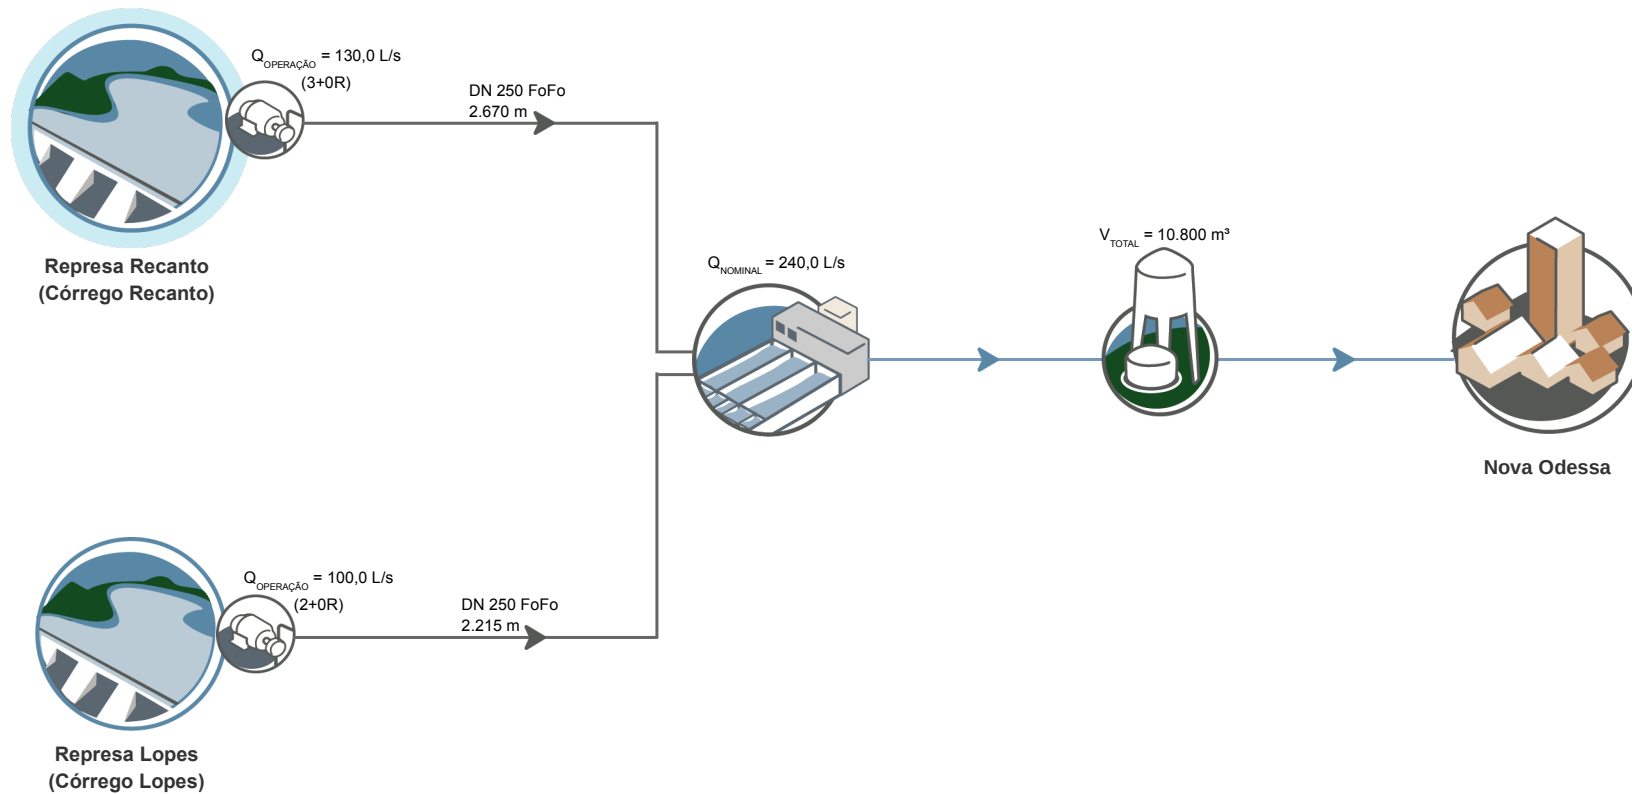 Q OPERAÇÃO = 130,0 L/s
(3+0R)
DN 250 FoFo
2.670 m
Represa Recanto
(Córrego Recanto)
Q NOMINAL = 240,0 L/s
V TOTAL = 10.800 m³
Nova Odessa
Q OPERAÇÃO = 100,0 L/s
(2+0R)
DN 250 FoFo
2.215 m
Represa Lopes
(Córrego Lopes)